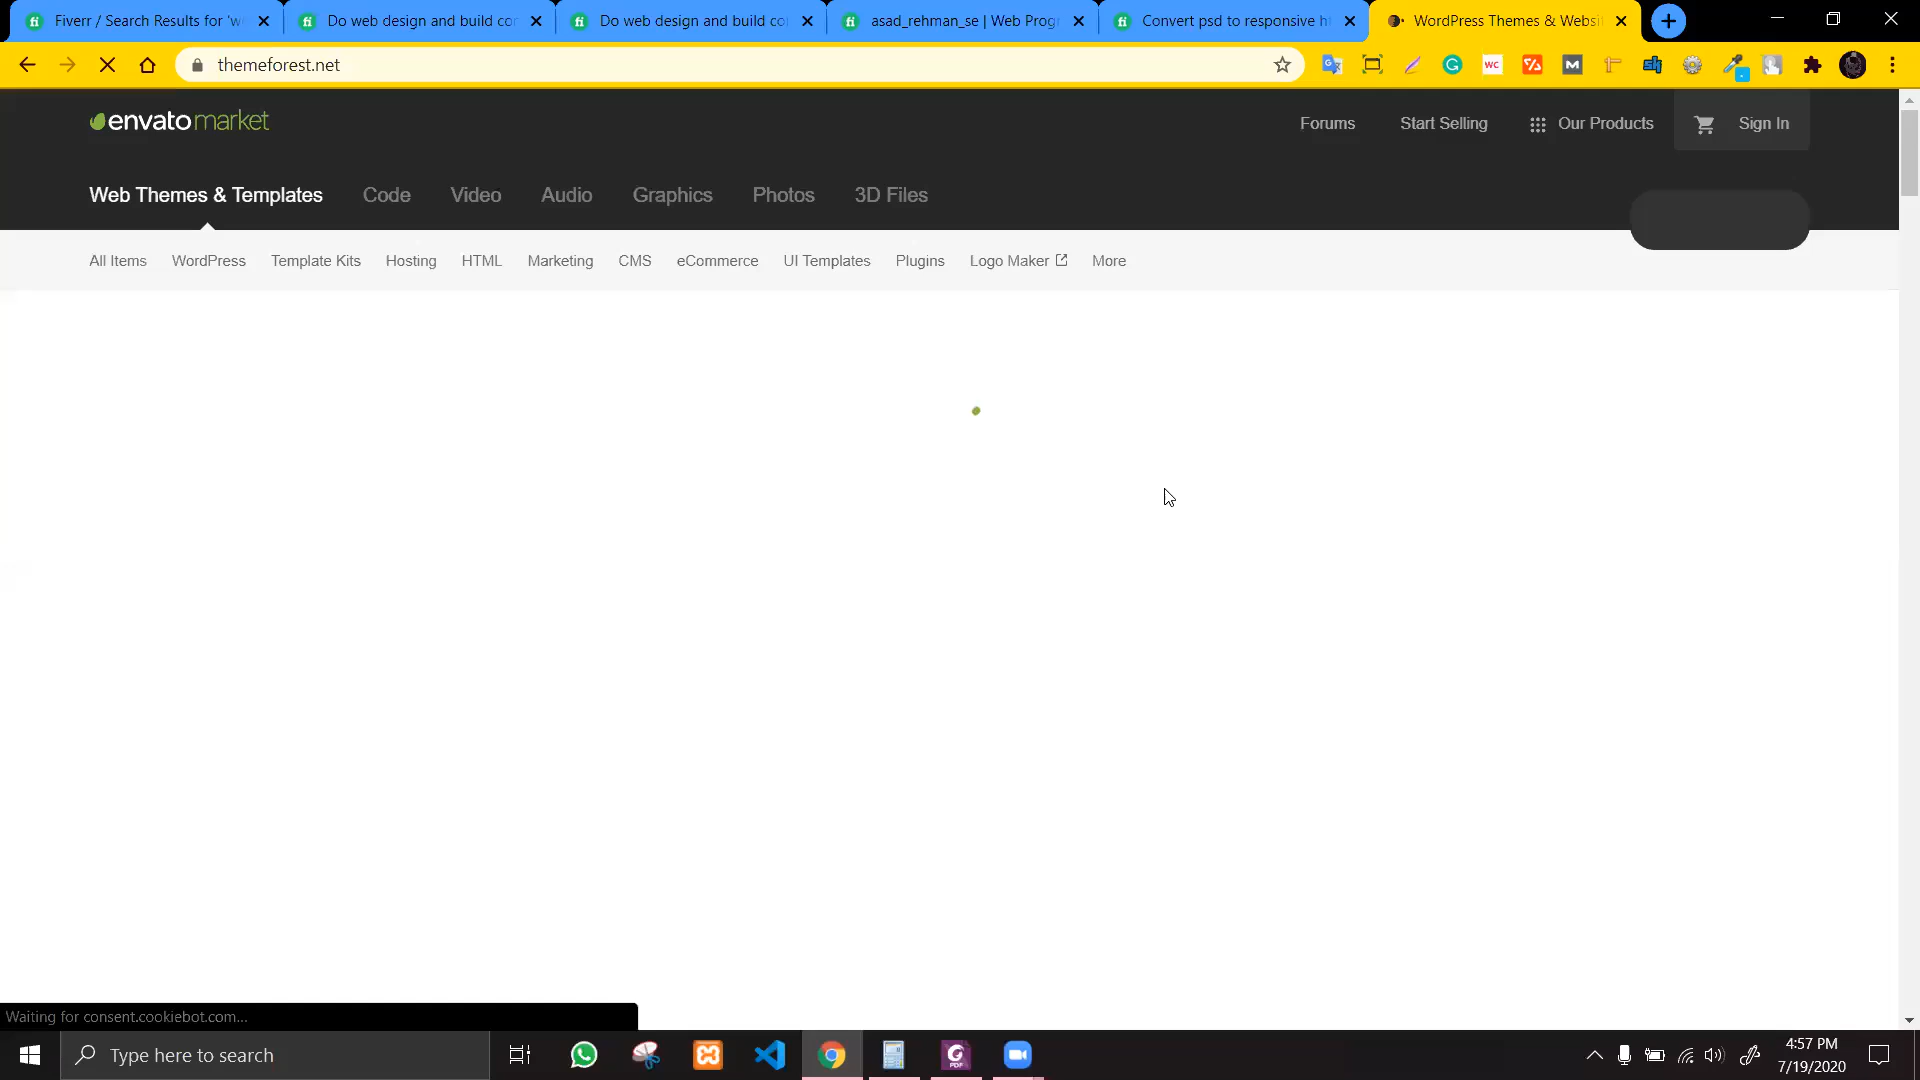 Fiverr / Search Results for 'w
Do web design and build co
Do web design and build co
asad_rehman_se | Web Prog
Convert psd to responsive h
WordPress Themes & Websi
themeforest.net
envatomarket
Forums
Start Selling
Our Products
Sign In
Web Themes & Templates
Code
Video
Audio
Graphics
Photos
3D Files
All Items
WordPress
Template Kits
Hosting
HTML
Marketing
CMS
eCommerce
UI Templates
Plugins
Logo Maker
More
Waiting for consent.cookiebot.com...
Type here to search
4:57 PM
7/19/2020